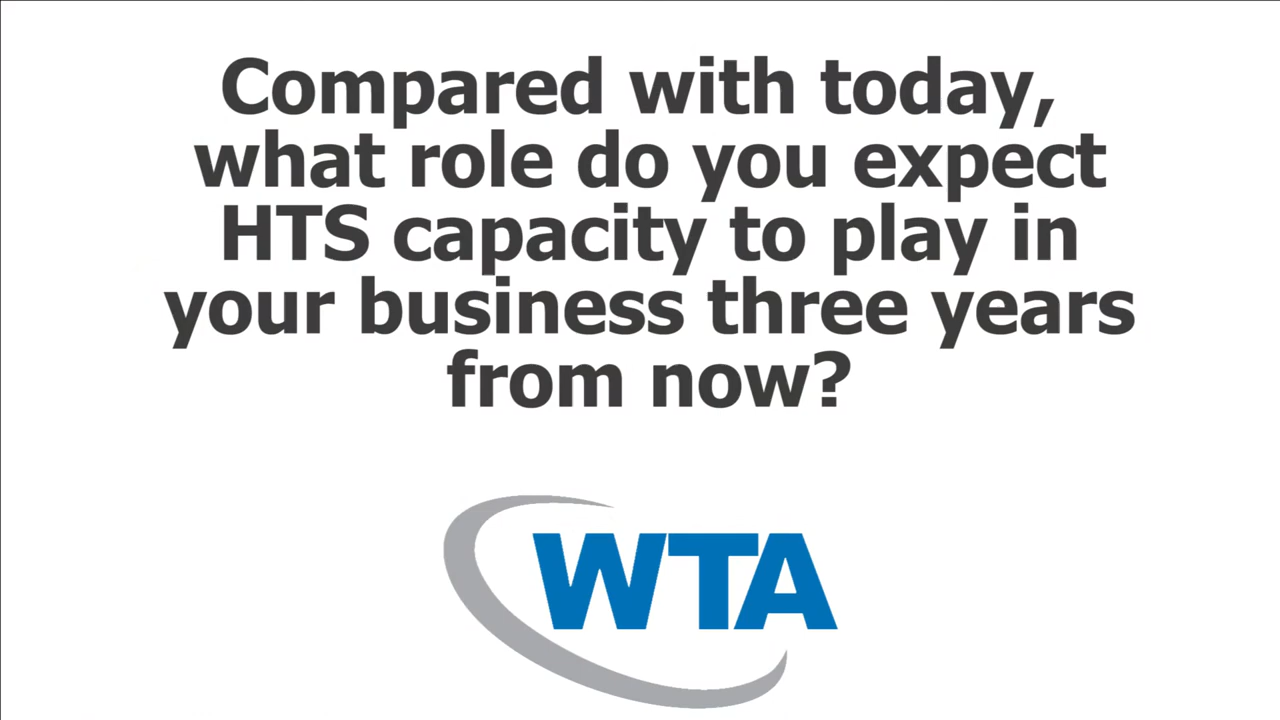 Compared with today,
what role do you expect
HTS capacity to play in
your business three years
from now?
WTA